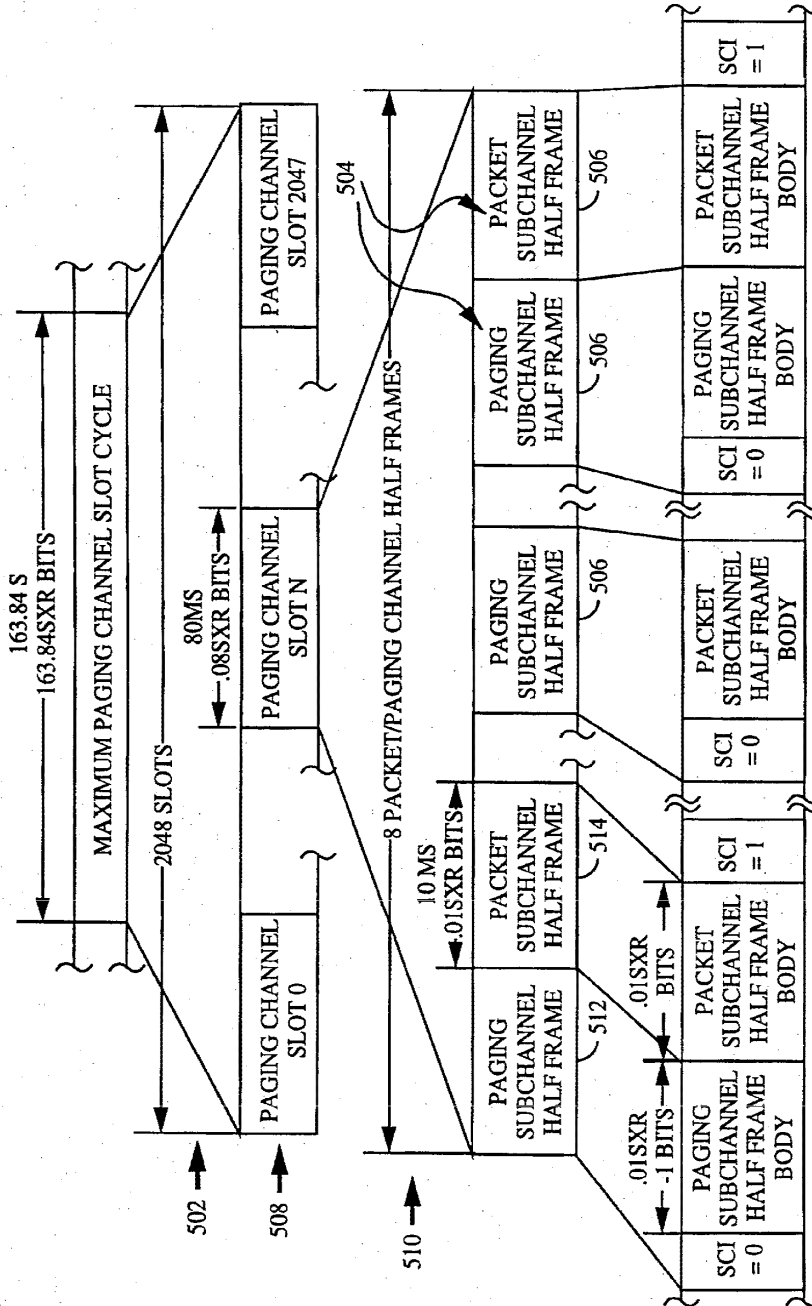 163.84 S
163.84SXR BITS
MAXIMUM PAGING CHANNEL SLOT CYCLE
502
2048 SLOTS
508
PAGING CHANNEL
SLOT 0
80MS
.08SXR BITS
PAGING CHANNEL
SLOT N
PAGING CHANNEL
SLOT 2047
510
8 PACKET/PAGING CHANNEL HALF FRAMES
504
10 MS
.01SXR BITS
PAGING
SUBCHANNEL
HALF FRAME
512
PACKET
SUBCHANNEL
HALF FRAME
514
PAGING
SUBCHANNEL
HALF FRAME
506
PAGING
SUBCHANNEL
HALF FRAME
506
PACKET
SUBCHANNEL
HALF FRAME
506
.01SXR
-1 BITS
.01SXR
BITS
SCI
= 0
PAGING
SUBCHANNEL
HALF FRAME
BODY
PACKET
SUBCHANNEL
HALF FRAME
BODY
SCI
= 1
SCI
= 0
PACKET
SUBCHANNEL
HALF FRAME
BODY
SCI
= 0
PAGING
SUBCHANNEL
HALF FRAME
BODY
PACKET
SUBCHANNEL
HALF FRAME
BODY
SCI
= 1